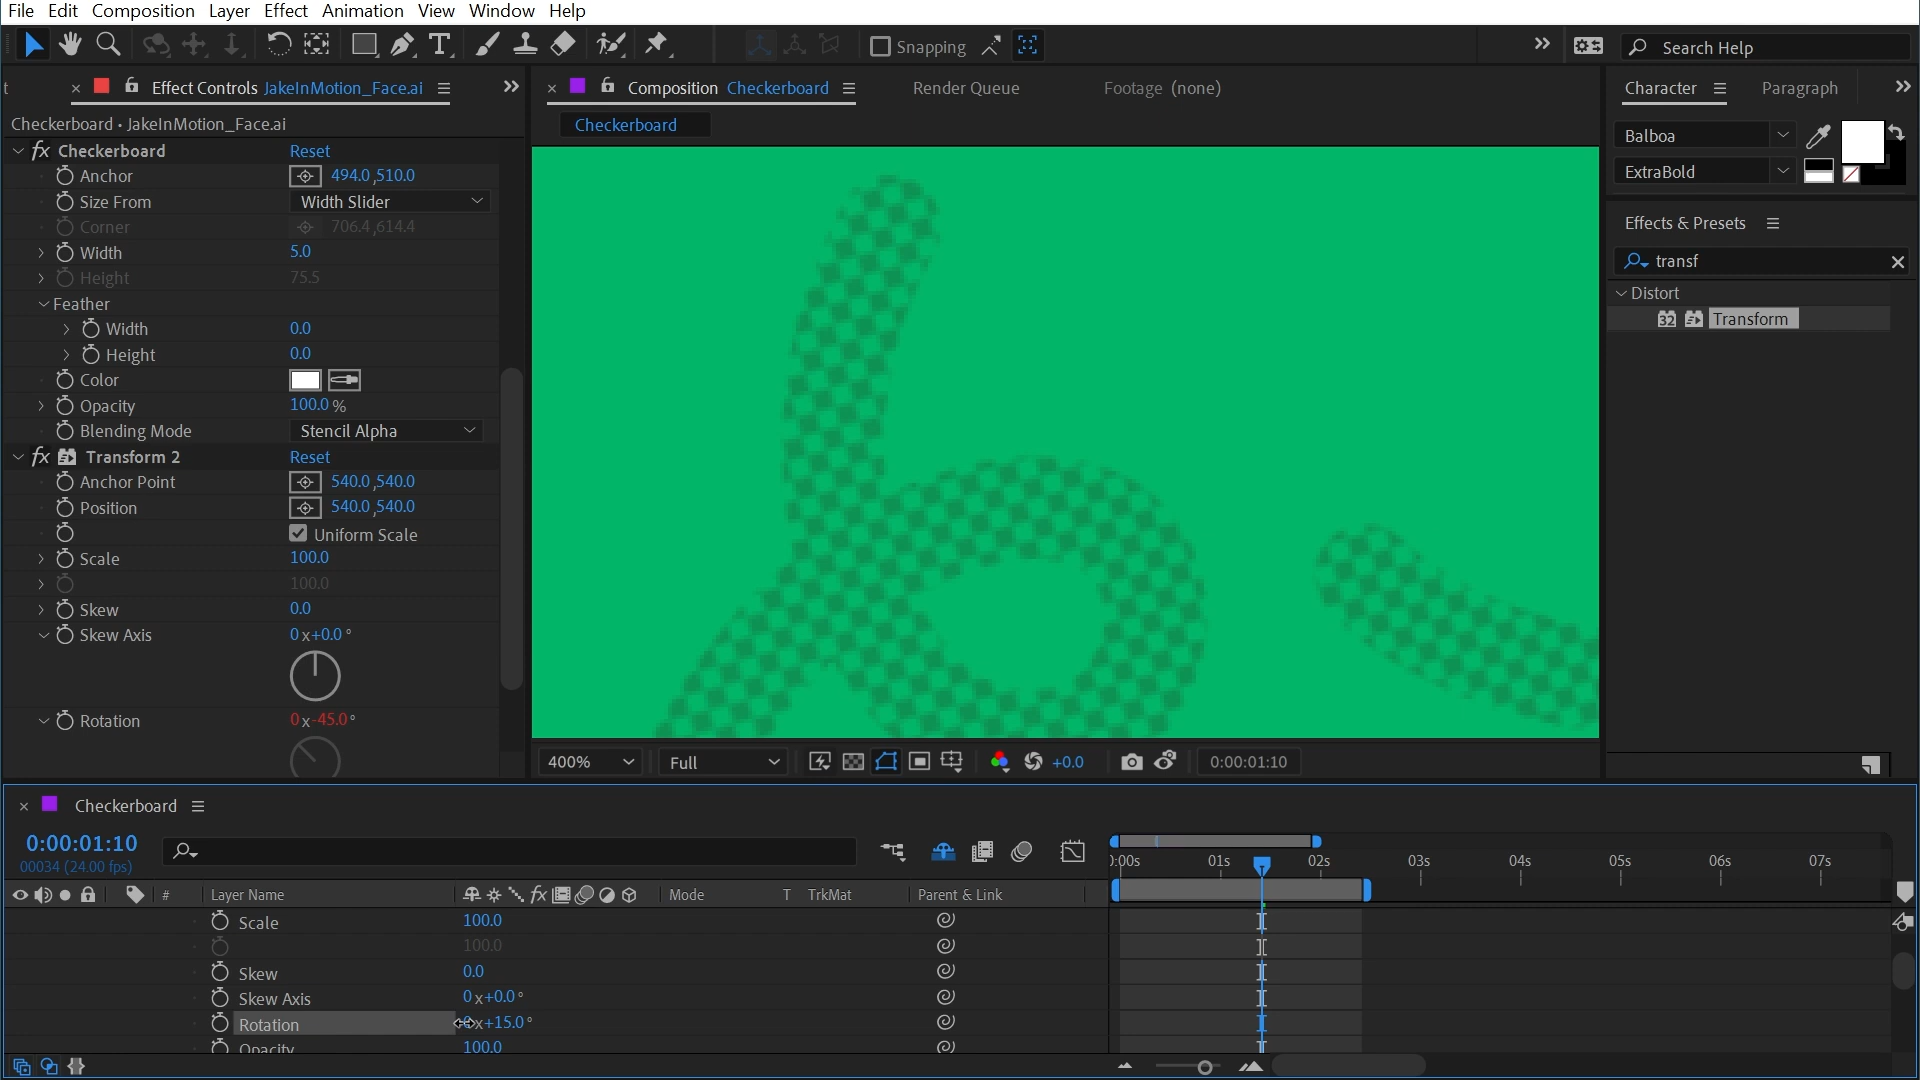 File Edit Composition Layer Effect Animation View Window Help
Snapping
Search Help
Effect Controls JakeInMotion_Face.ai
Composition Checkerboard
Render Queue
Footage (none)
Character
Paragraph
Checkerboard • JakeInMotion_Face.ai
Checkerboard
Balboa
ExtraBold
fx Checkerboard Reset
Anchor 494.0,510.0
Size From Width Slider
Corner 706.4,614.4
Width 5.0
Height 75.5
Feather
Width 0.0
Height 0.0
Color
Opacity 100.0 %
Blending Mode Stencil Alpha
fx Transform 2 Reset
Anchor Point 540.0,540.0
Position 540.0,540.0
Uniform Scale
Scale 100.0
100.0
Skew 0.0
Skew Axis 0 x+0.0 °
Rotation 0 x-45.0 °
Effects & Presets
transf
Distort
32 Transform
400% Full +0.0 0:00:01:10
Checkerboard
0:00:01:10
00034 (24.00 fps)
01s 02s 03s 04s 05s 06s 07s
# Layer Name fx Mode T TrkMat Parent & Link
Scale 100.0
100.0
Skew 0.0
Skew Axis 0 x+0.0 °
Rotation x+15.0 °
Opacity 100.0